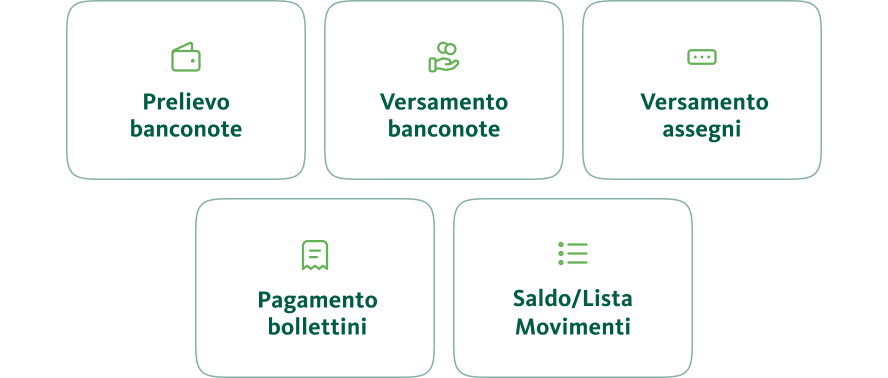 Prelievo
banconote
Versamento
banconote
Versamento
assegni
Pagamento
bollettini
Saldo/Lista
Movimenti